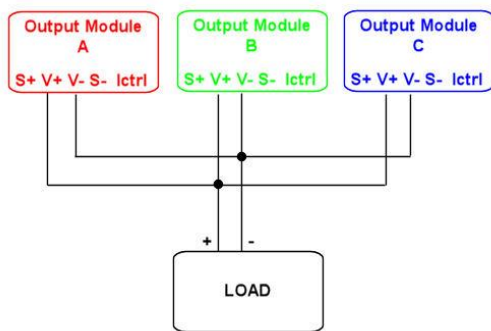 Output Module
A
S+ V+ V- S- Ictrl
Output Module
B
S+ V+ V- S- Ictrl
Output Module
C
S+ V+ V- S- Ictrl
+ -
LOAD